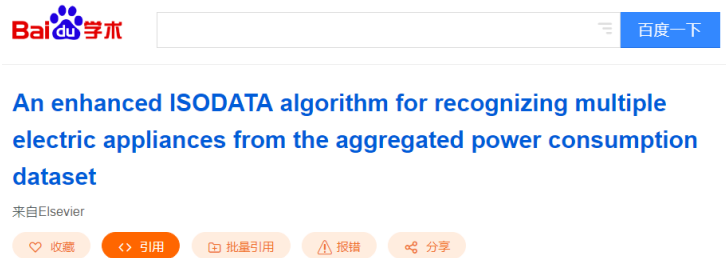 Bai du 学术
百度一下
An enhanced ISODATA algorithm for recognizing multiple
electric appliances from the aggregated power consumption
dataset
来自Elsevier
收藏 引用 批量引用 报错 分享